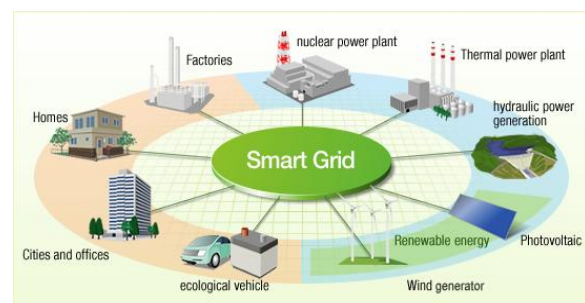 nuclear power plant
Factories
Thermal power plant
Homes
hydraulic power
generation
Smart Grid
Cities and offices
Renewable energy
Photovoltaic
ecological vehicle
Wind generator